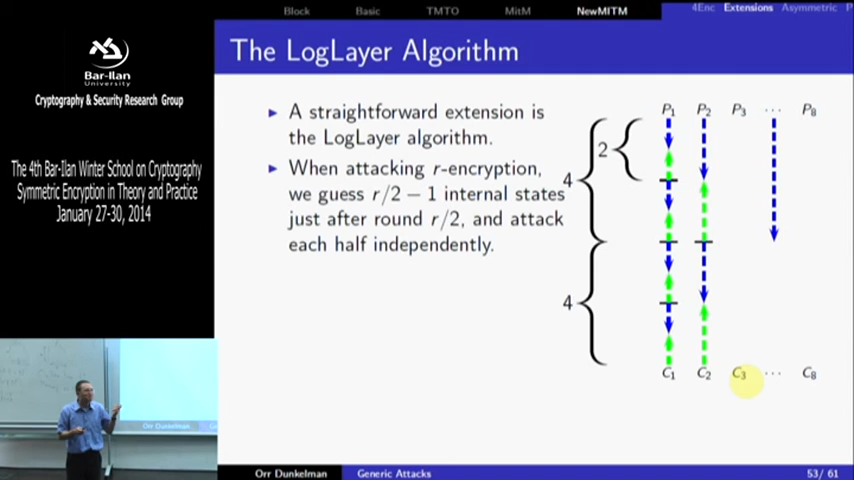 Block Basic TMTO MitM NewMITM 4Enc Extensions Asymmetric P
The LogLayer Algorithm
Bar-Ilan
University
Cryptography & Security Research Group
The 4th Bar-Ilan Winter School on Cryptography
Symmetric Encryption in Theory and Practice
January 27-30, 2014
► A straightforward extension is
the LogLayer algorithm.
► When attacking r-encryption,
we guess r/2 − 1 internal states
just after round r/2, and attack
each half independently.
P₁ P₂ P₃ ... P₈
2
4
4
C₁ C₂ C₃ ... C₈
Orr Dunkelman
Orr Dunkelman Generic Attacks 53/ 61